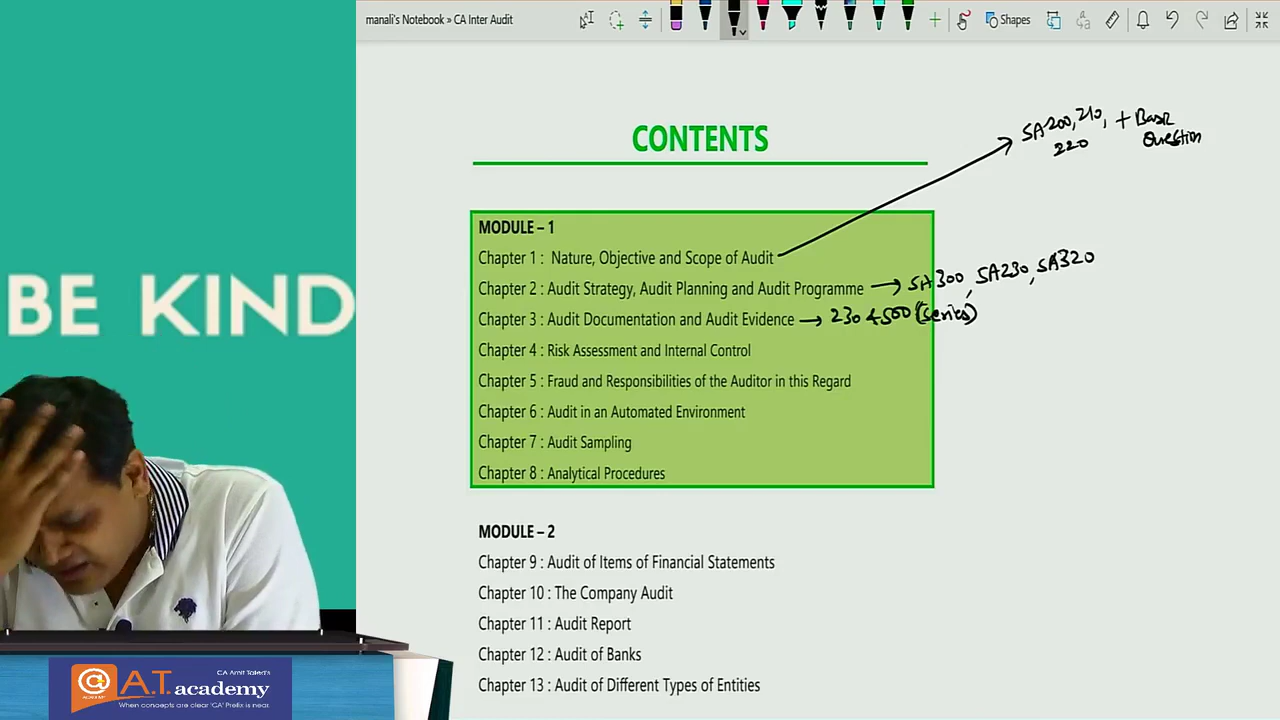 manali's Notebook » CA Inter Audit
Shapes
CONTENTS
SA200, 210, + Basic
220 Question
MODULE – 1
Chapter 1 : Nature, Objective and Scope of Audit
Chapter 2 : Audit Strategy, Audit Planning and Audit Programme → SA300, SA230, SA320
Chapter 3 : Audit Documentation and Audit Evidence → 230 & 500 (series)
Chapter 4 : Risk Assessment and Internal Control
Chapter 5 : Fraud and Responsibilities of the Auditor in this Regard
Chapter 6 : Audit in an Automated Environment
Chapter 7 : Audit Sampling
Chapter 8 : Analytical Procedures
MODULE – 2
Chapter 9 : Audit of Items of Financial Statements
Chapter 10 : The Company Audit
Chapter 11 : Audit Report
Chapter 12 : Audit of Banks
Chapter 13 : Audit of Different Types of Entities
BE KIND
CA Amit Talda's
@A.T. academy
When concepts are clear 'CA' Prefix is near.